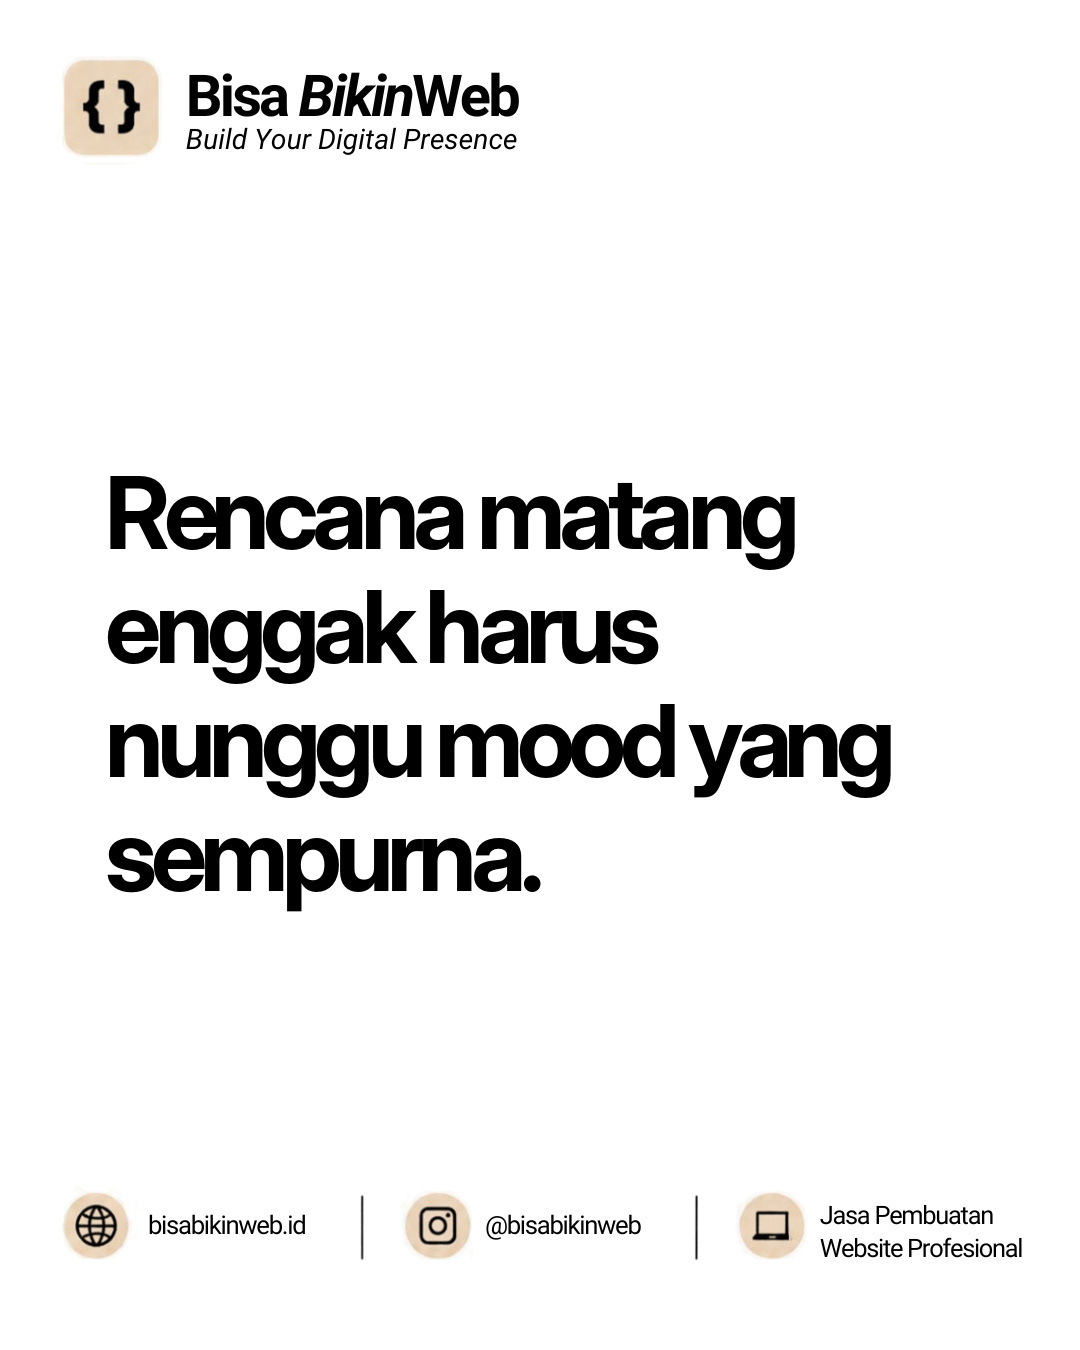 { }
Bisa BikinWeb
Build Your Digital Presence
Rencana matang
enggak harus
nunggu mood yang
sempurna.
bisabikinweb.id
@bisabikinweb
Jasa Pembuatan
Website Profesional